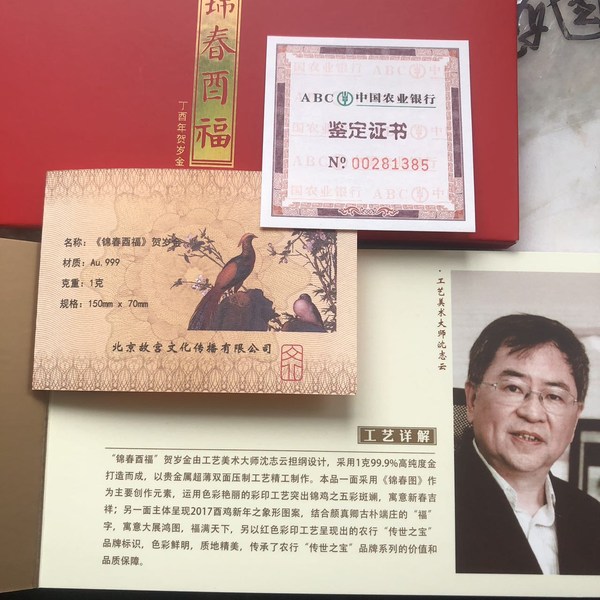 锦春酉福
丁酉年贺岁金
ABC 中国农业银行
鉴定证书
№ 00281385
名称：《锦春酉福》贺岁金
材质：Au.999
克重：1克
规格：150mm x 70mm
北京故宫文化传播有限公司
·工艺美术大师沈志云
工艺详解
“锦春酉福”贺岁金由工艺美术大师沈志云担纲设计，采用1克99.9%高纯度金
打造而成，以贵金属超薄双面压制工艺精工制作。本品一面采用《锦春图》作
为主要创作元素，运用色彩艳丽的彩印工艺突出锦鸡之五彩斑斓，寓意新春吉
祥；另一面主体呈现2017酉鸡新年之象形图案，结合颜真卿古朴端庄的“福”
字，寓意大展鸿图，福满天下，另以红色彩印工艺呈现出的农行“传世之宝”
品牌标识，色彩鲜明，质地精美，传承了农行“传世之宝”品牌系列的价值和
品质保障。